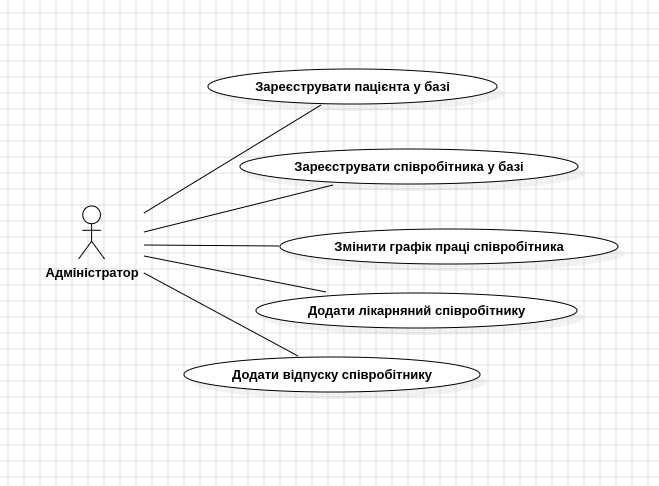 Зареєструвати пацієнта у базі
Зареєструвати співробітника у базі
Змінити графік праці співробітника
Адміністратор
Додати лікарняний співробітнику
Додати відпуску співробітнику